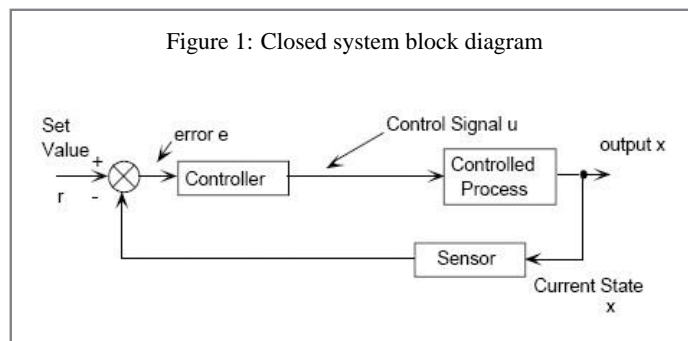 Figure 1: Closed system block diagram
Set
Value
+
r
-
error e
Controller
Control Signal u
Controlled
Process
output x
Sensor
Current State
x